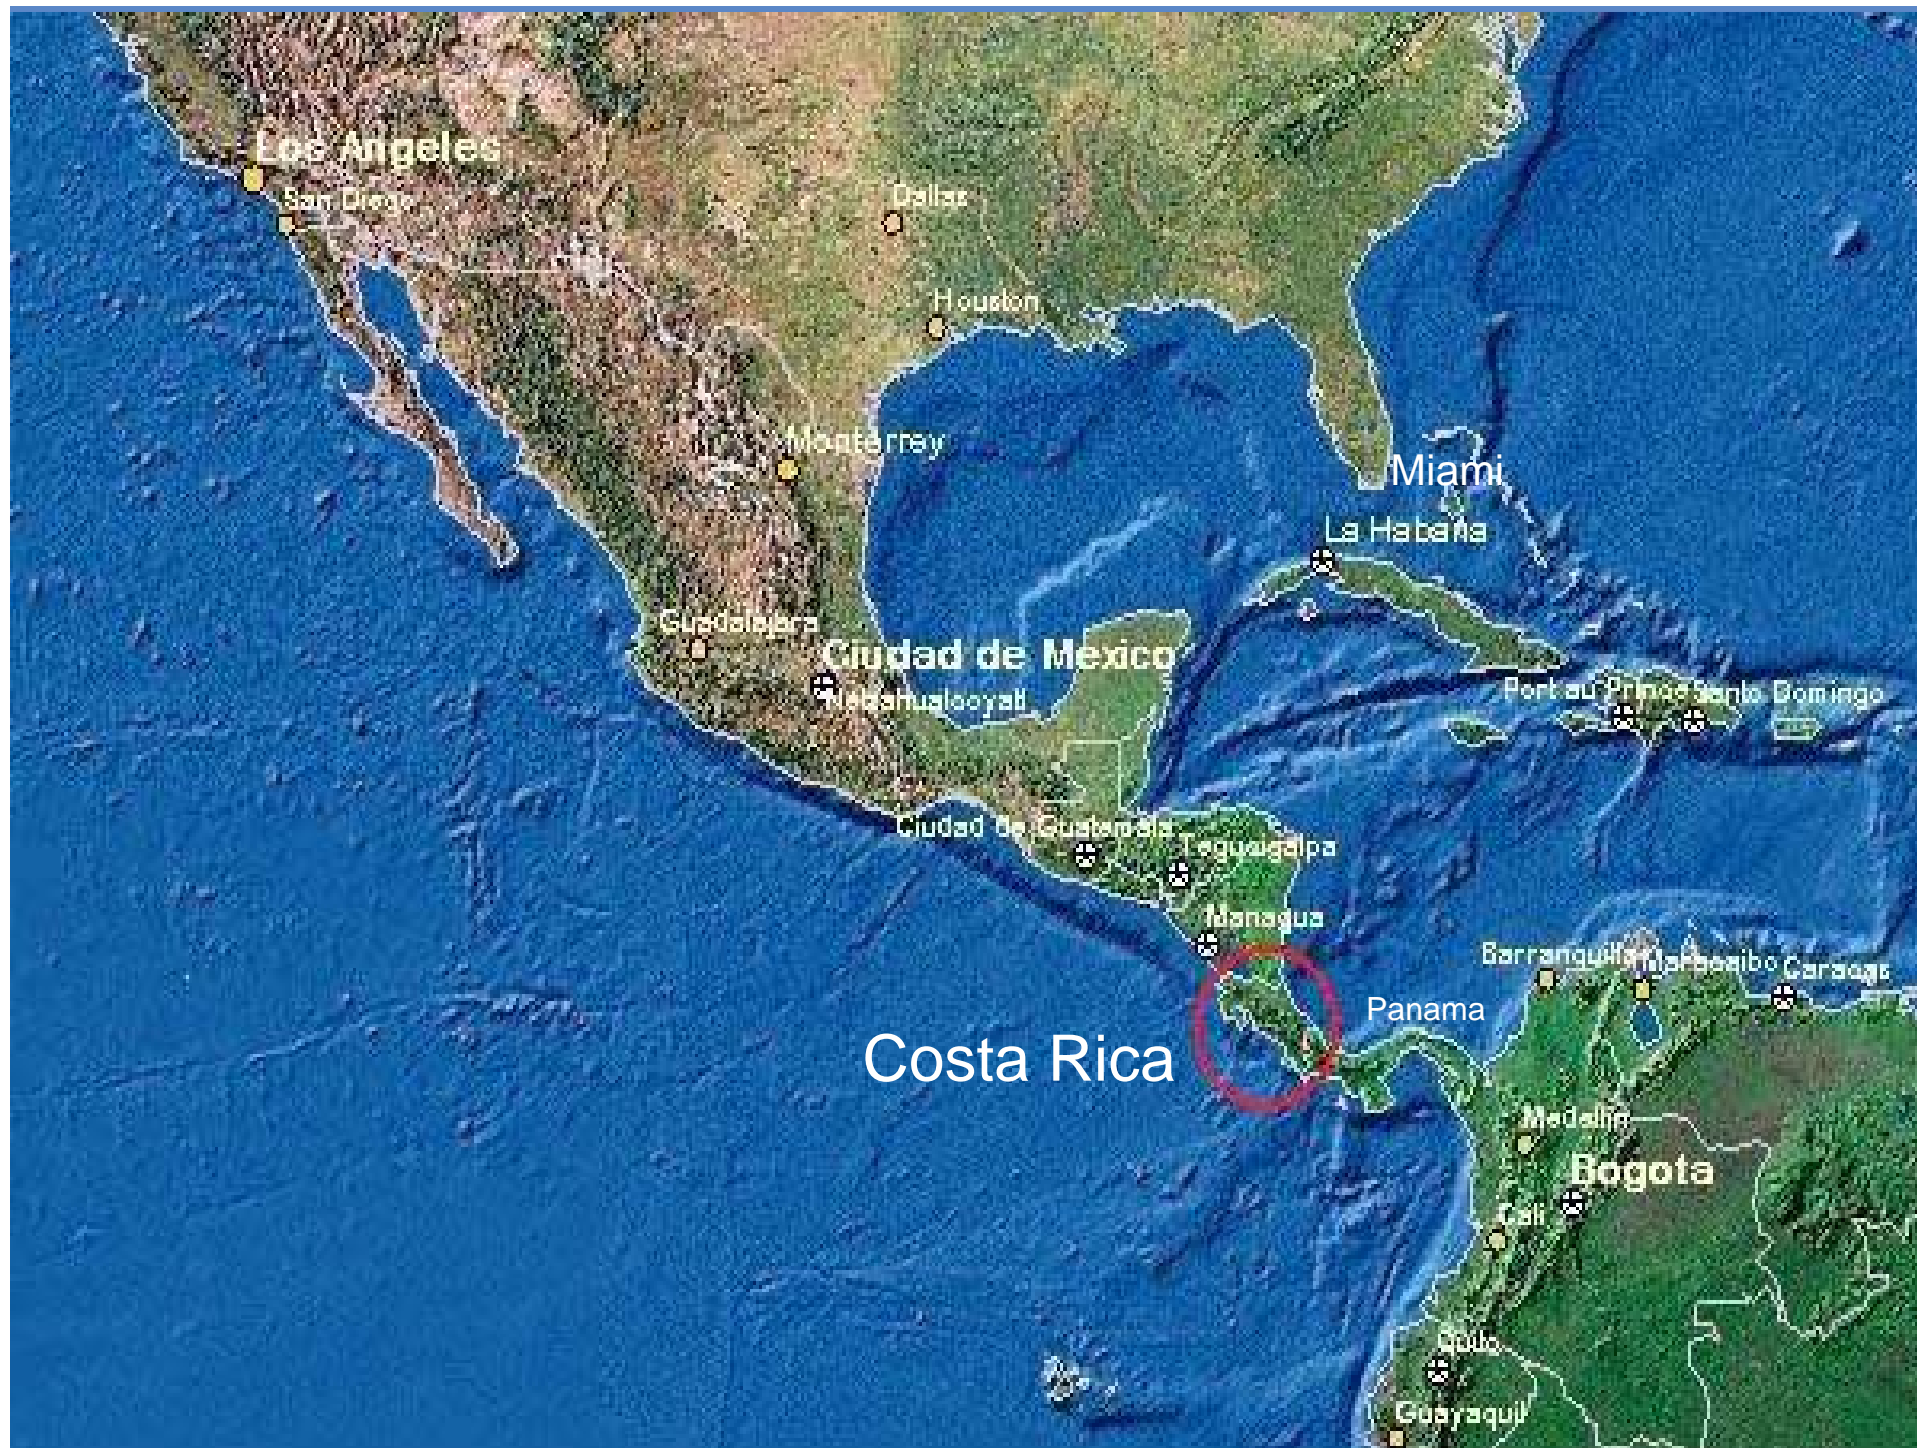 Los Angeles
San Diego
Dallas
Houston
Monterrey
Miami
La Habana
Guadalajara
Ciudad de Mexico
Netzahualcoyatl
Port au Prince
Santo Domingo
Ciudad de Guatemala
Tegucigalpa
Managua
Barranquilla
Maracaibo
Caracas
Panama
Costa Rica
Medellin
Bogota
Cali
Quito
Guayaquil